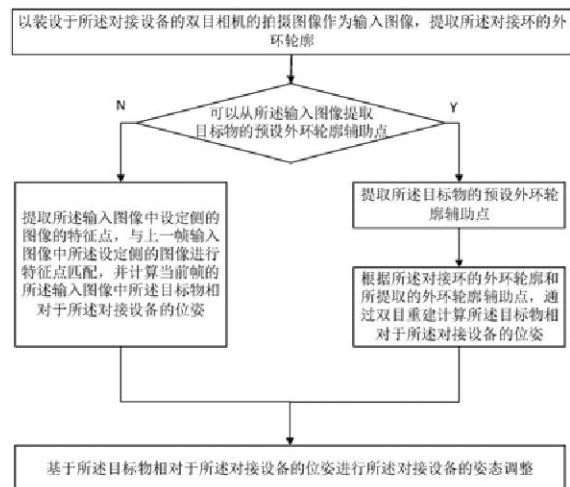 以装设于所述对接设备的双目相机的拍摄图像作为输入图像，提取所述对接环的外
环轮廓
N
可以从所述输入图像提取
目标物的预设外环轮廓辅助点
Y
提取所述输入图像中设定侧的
图像的特征点，与上一帧输入
图像中所述设定侧的图像进行
特征点匹配，并计算当前帧的
所述输入图像中所述目标物相
对于所述对接设备的位姿
提取所述目标物的预设外环轮
廓辅助点
根据所述对接环的外环轮廓和
所提取的外环轮廓辅助点，通
过双目重建计算所述目标物相
对于所述对接设备的位姿
基于所述目标物相对于所述对接设备的位姿进行所述对接设备的姿态调整